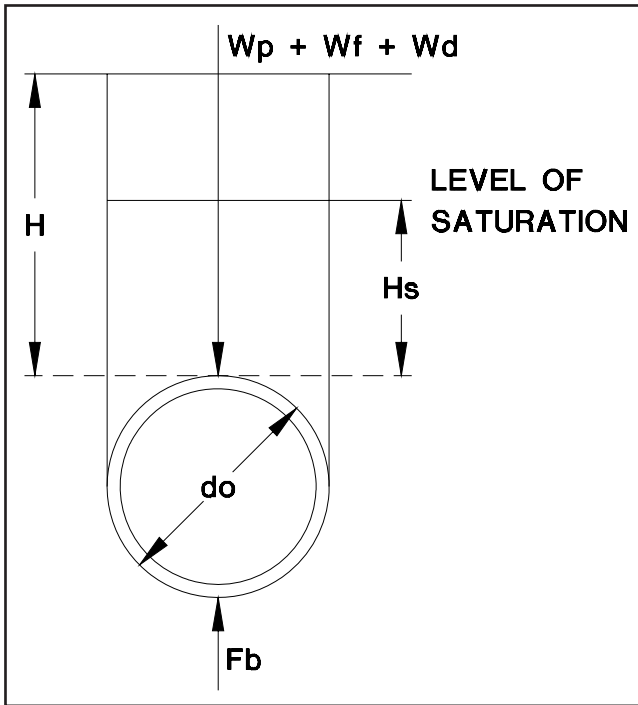 Wp + Wf + Wd
H
LEVEL OF
SATURATION
Hs
do
Fb